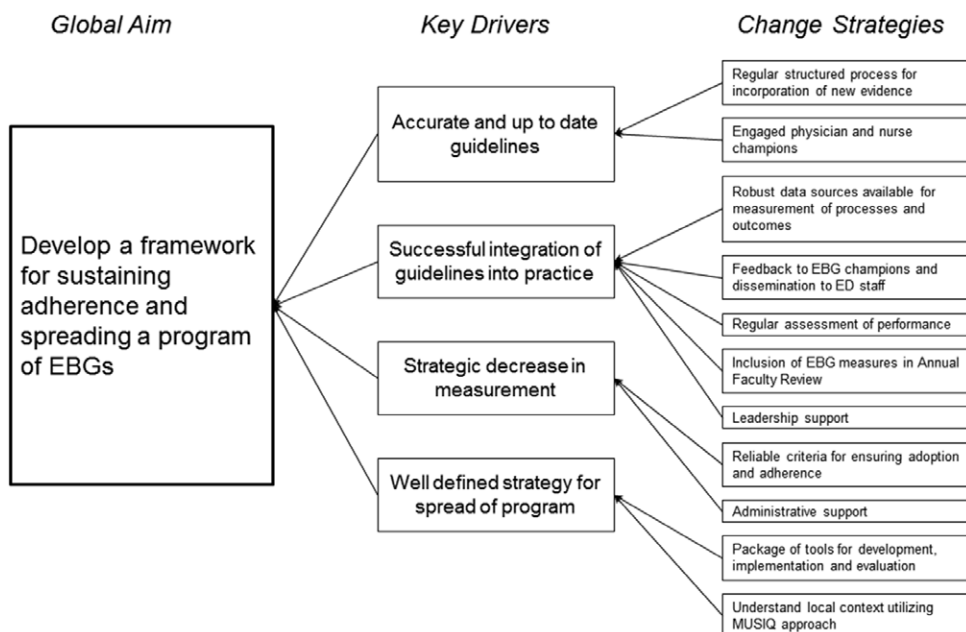 Global Aim
Key Drivers
Change Strategies
Develop a framework
for sustaining
adherence and
spreading a program
of EBGs
Accurate and up to date
guidelines
Successful integration of
guidelines into practice
Strategic decrease in
measurement
Well defined strategy for
spread of program
Regular structured process for
incorporation of new evidence
Engaged physician and nurse
champions
Robust data sources available for
measurement of processes and
outcomes
Feedback to EBG champions and
dissemination to ED staff
Regular assessment of performance
Inclusion of EBG measures in Annual
Faculty Review
Leadership support
Reliable criteria for ensuring adoption
and adherence
Administrative support
Package of tools for development,
implementation and evaluation
Understand local context utilizing
MUSIQ approach